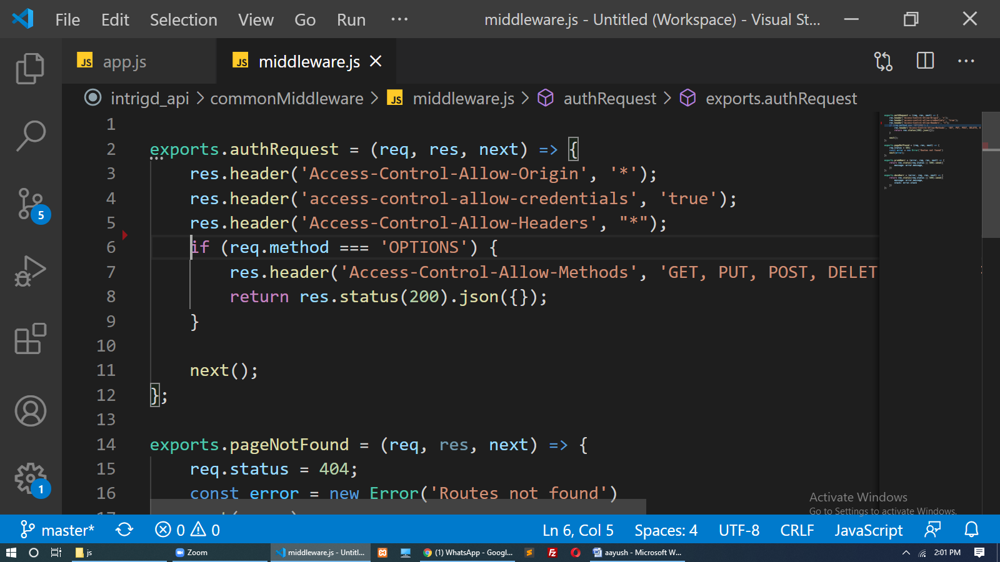 File Edit Selection View Go Run ··· middleware.js - Untitled (Workspace) - Visual St...
JS app.js JS middleware.js
intrigd_api > commonMiddleware > JS middleware.js > authRequest > exports.authRequest
1
2 exports.authRequest = (req, res, next) => {
3 res.header('Access-Control-Allow-Origin', '*');
4 res.header('access-control-allow-credentials', 'true');
5 res.header('Access-Control-Allow-Headers', "*");
6 if (req.method === 'OPTIONS') {
7 res.header('Access-Control-Allow-Methods', 'GET, PUT, POST, DELET
8 return res.status(200).json({});
9 }
10
11 next();
12 };
13
14 exports.pageNotFound = (req, res, next) => {
15 req.status = 404;
16 const error = new Error('Routes not found')
5
1
Activate Windows
Go to Settings to activate Windows.
master* 0 0 Ln 6, Col 5 Spaces: 4 UTF-8 CRLF JavaScript
js Zoom middleware.js - Untitl... (1) WhatsApp - Googl... aayush - Microsoft W... 2:01 PM